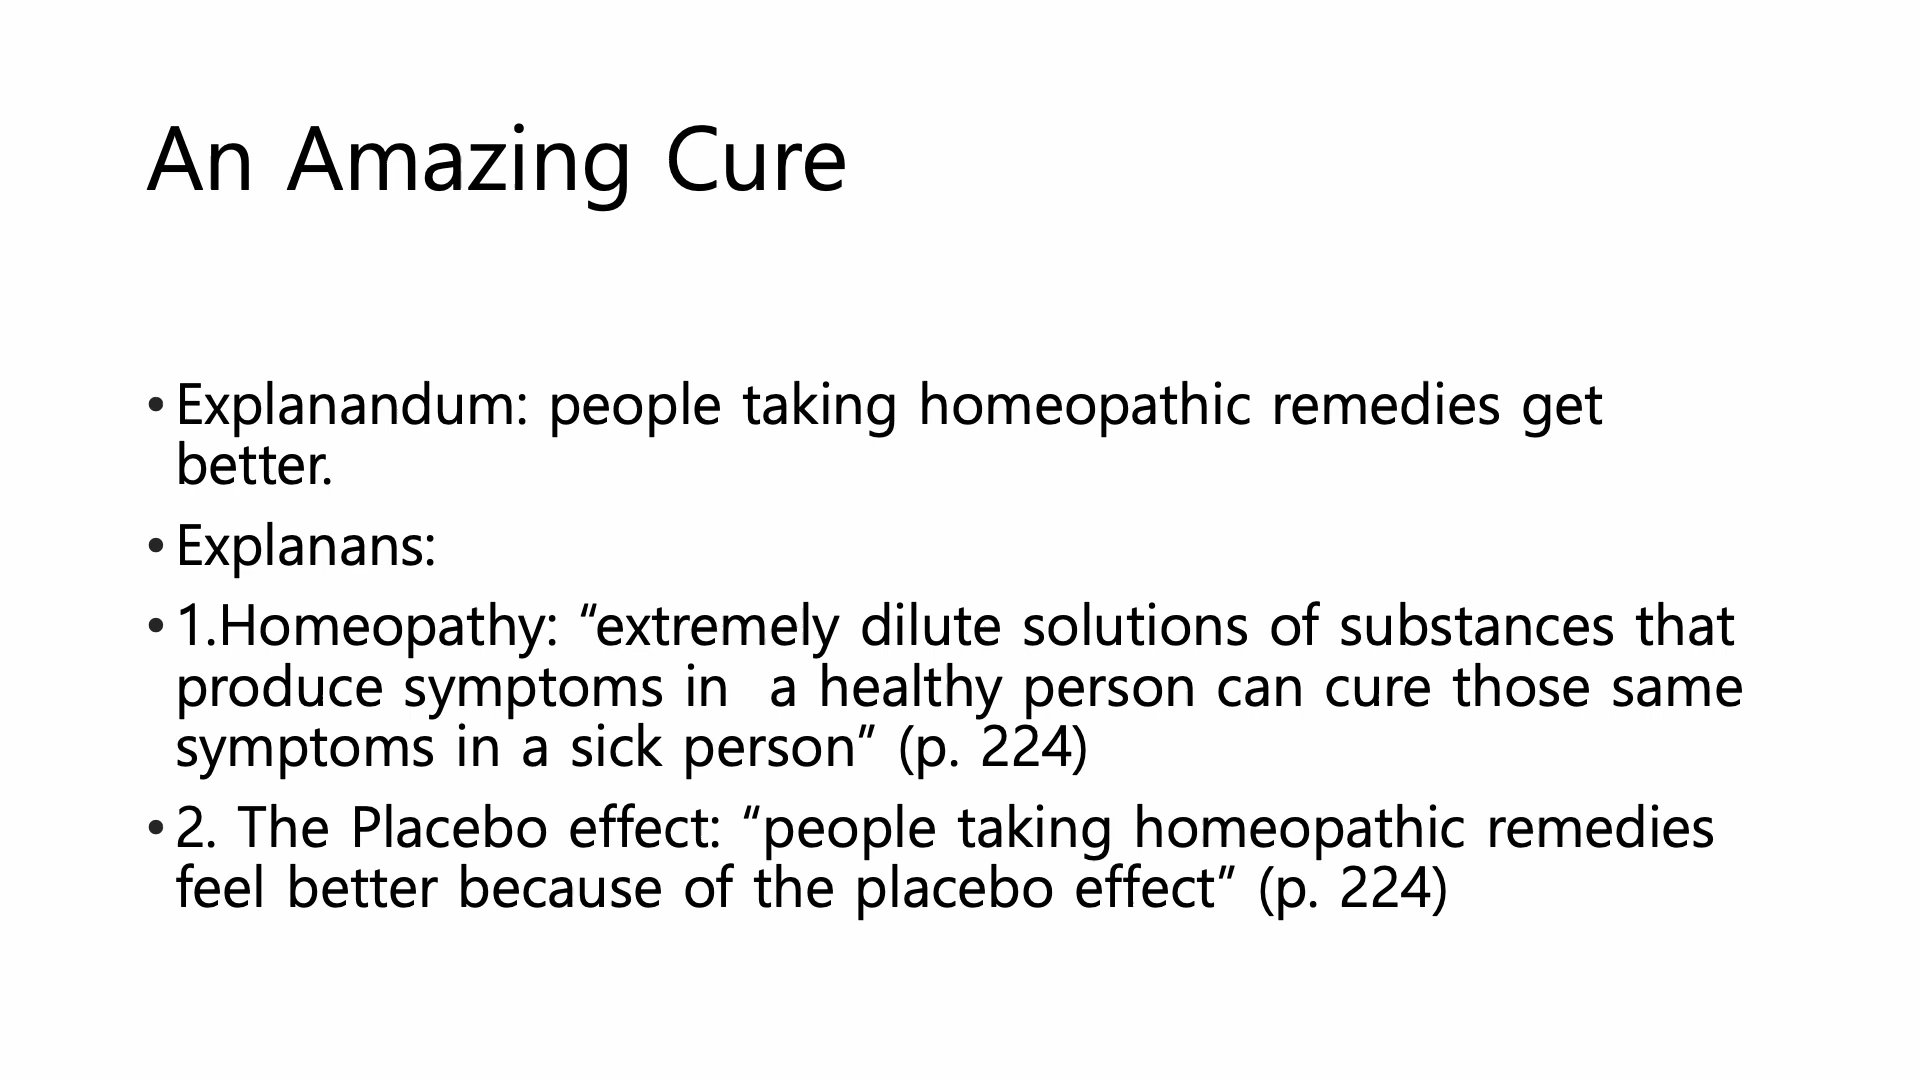 An Amazing Cure
•Explanandum: people taking homeopathic remedies get
better.
•Explanans:
•1.Homeopathy: “extremely dilute solutions of substances that
produce symptoms in  a healthy person can cure those same
symptoms in a sick person” (p. 224)
•2. The Placebo effect: “people taking homeopathic remedies
feel better because of the placebo effect” (p. 224)